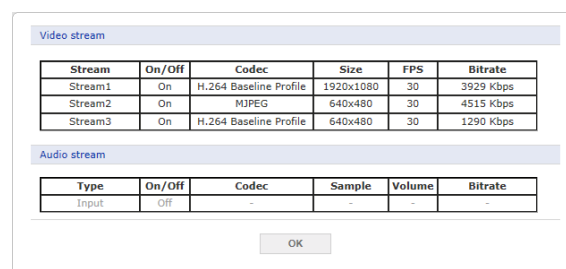 Video stream
Stream On/Off Codec Size FPS Bitrate
Stream1 On H.264 Baseline Profile 1920x1080 30 3929 Kbps
Stream2 On MJPEG 640x480 30 4515 Kbps
Stream3 On H.264 Baseline Profile 640x480 30 1290 Kbps
Audio stream
Type On/Off Codec Sample Volume Bitrate
Input Off - - - -
OK